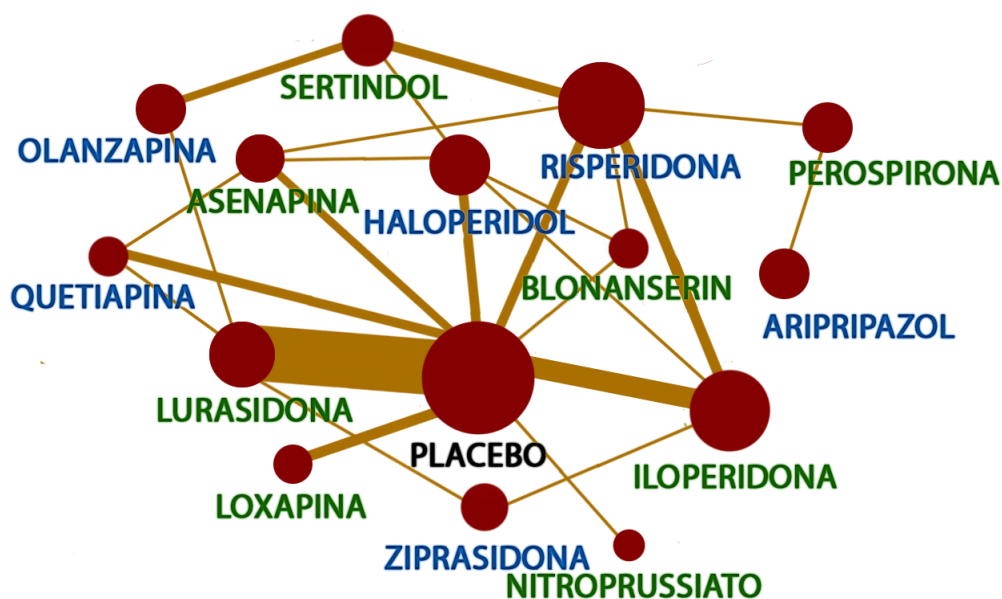 SERTINDOL
OLANZAPINA
RISPERIDONA
PEROSPIRONA
ASENAPINA
HALOPERIDOL
BLONANSERIN
QUETIAPINA
ARIPRIPAZOL
LURASIDONA
PLACEBO
ILOPERIDONA
LOXAPINA
ZIPRASIDONA
NITROPRUSSIATO